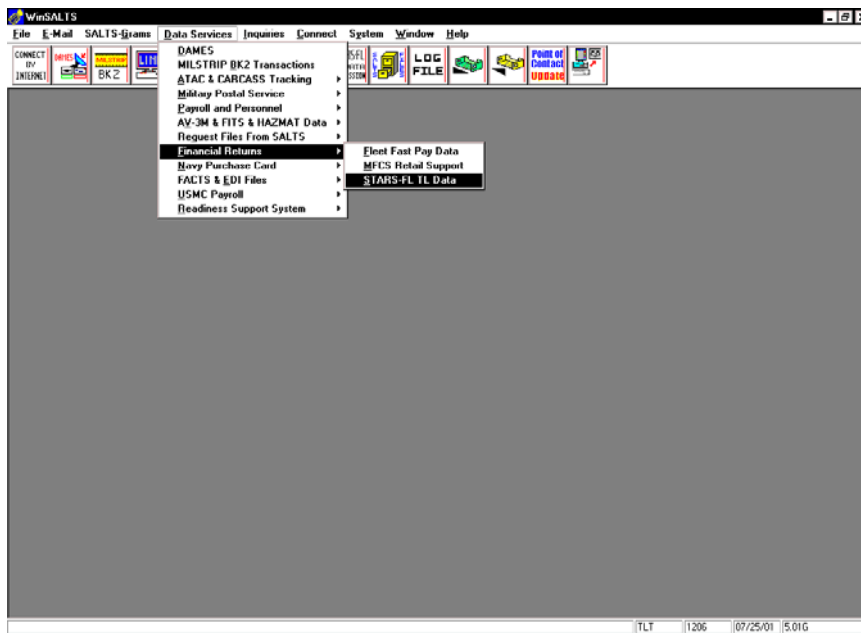 WinSALTS
File E-Mail SALTS-Grams Data Services Inquiries Connect System Window Help
CONNECT BY INTERNET
DAMES
MILSTRIP BK2
LOG FILE
Point of Contact Update
DAMES
MILSTRIP BK2 Transactions
ATAC & CARCASS Tracking
Military Postal Service
Payroll and Personnel
AV-3M & FITS & HAZMAT Data
Request Files From SALTS
Financial Returns
Navy Purchase Card
FACTS & EDI Files
USMC Payroll
Readiness Support System
Fleet Fast Pay Data
MFCS Retail Support
STARS-FL TL Data
TLT 1206 07/25/01 5.01G